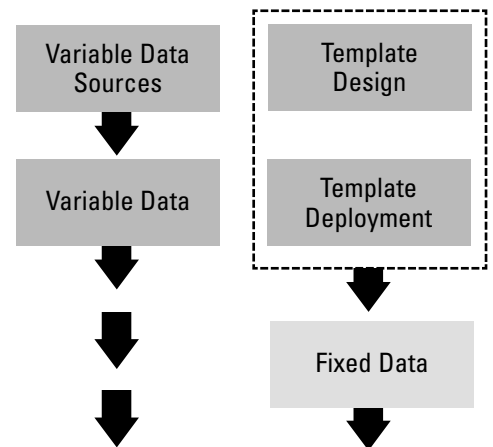 Variable Data
Sources
Template
Design
Variable Data
Template
Deployment
Fixed Data